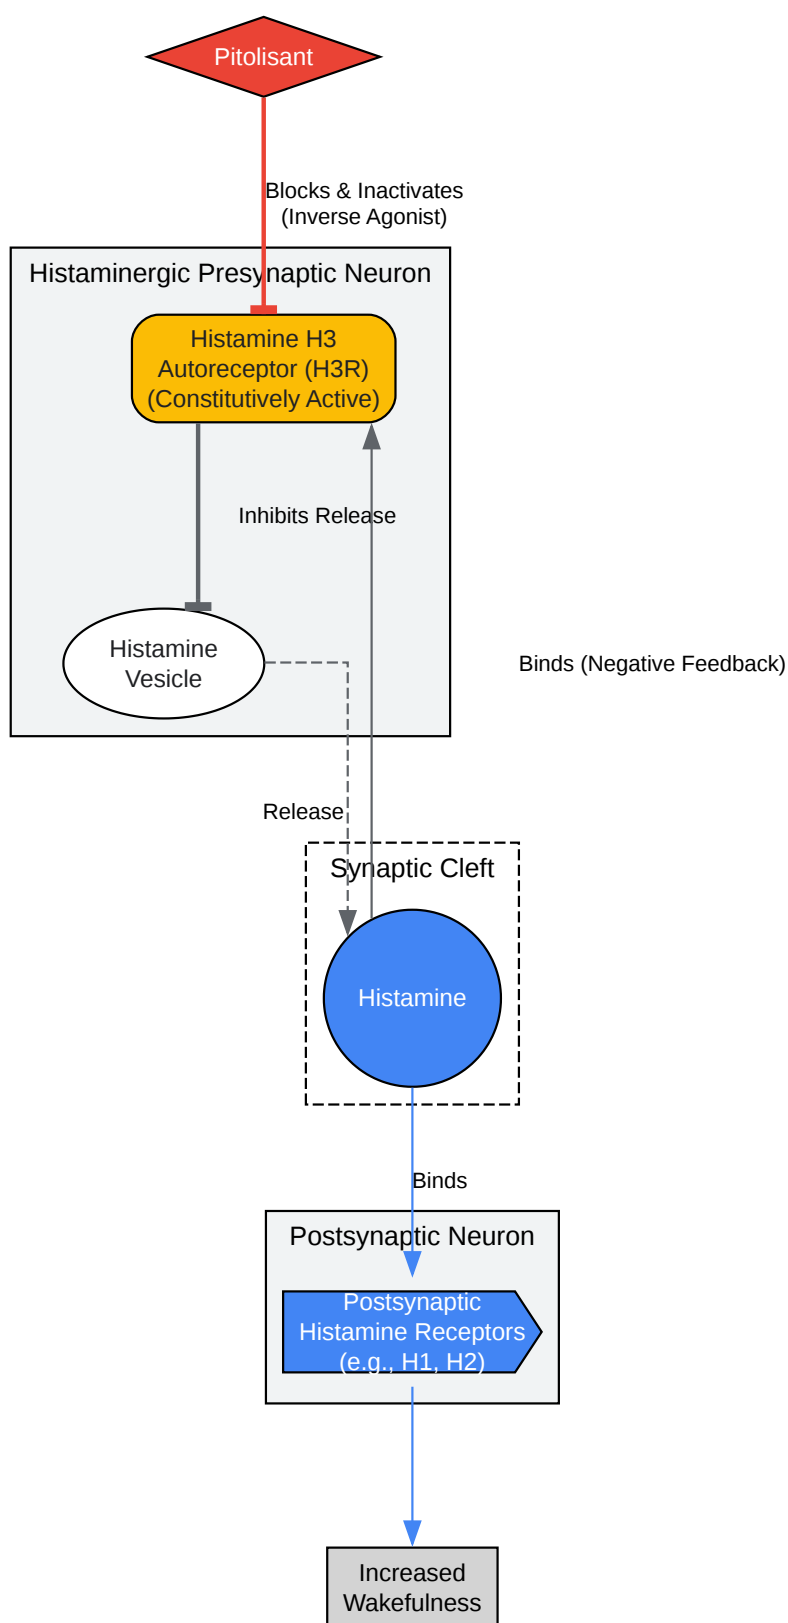 Pitolisant
Blocks & Inactivates
(Inverse Agonist)
Histaminergic Presynaptic Neuron
Histamine H3
Autoreceptor (H3R)
(Constitutively Active)
Inhibits Release
Histamine
Vesicle
Binds (Negative Feedback)
Release
Synaptic Cleft
Histamine
Binds
Postsynaptic Neuron
Postsynaptic
Histamine Receptors
(e.g., H1, H2)
Increased
Wakefulness